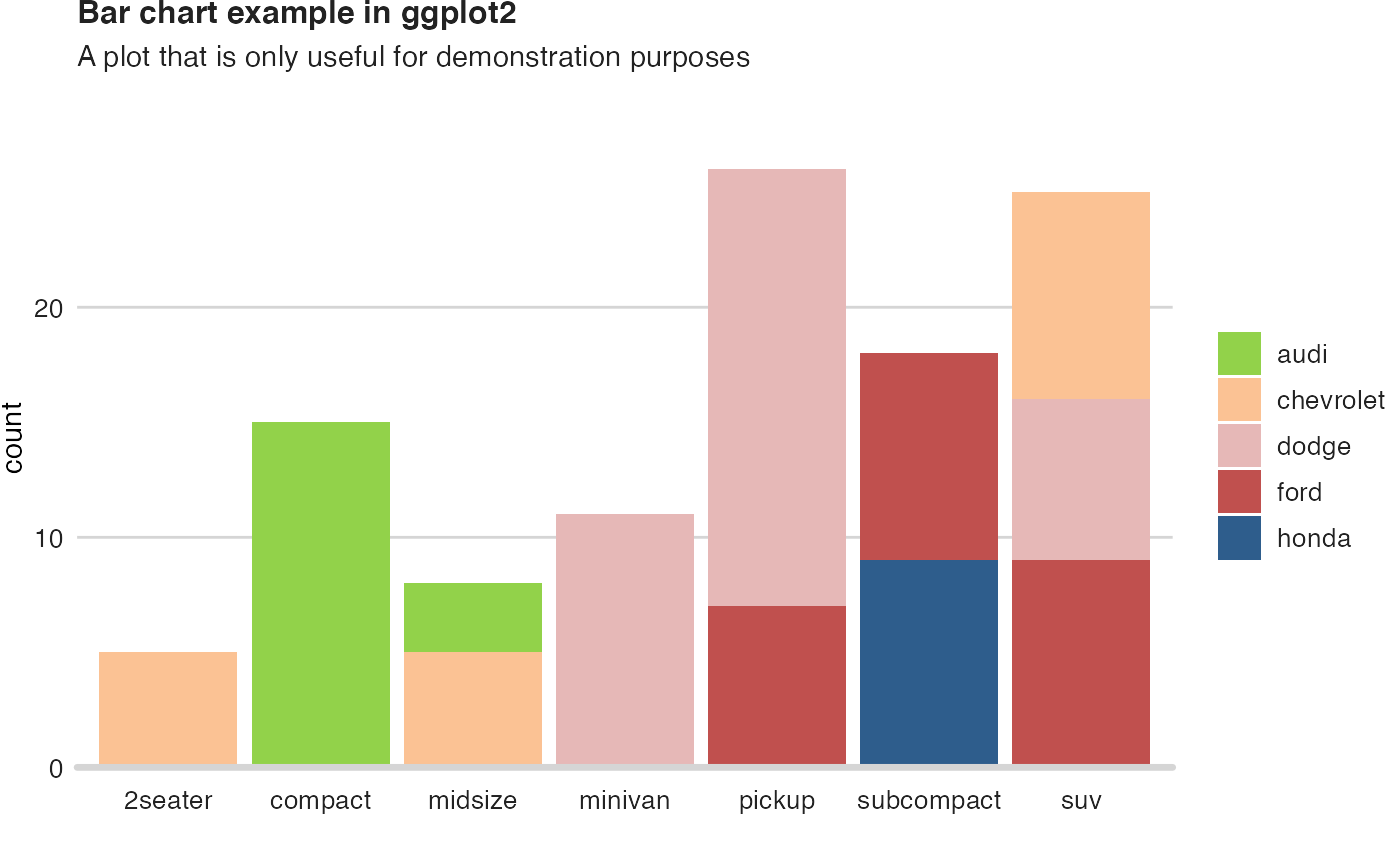 Bar chart example in ggplot2
A plot that is only useful for demonstration purposes
count
20
10
0
2seater
compact
midsize
minivan
pickup
subcompact
suv
audi
chevrolet
dodge
ford
honda